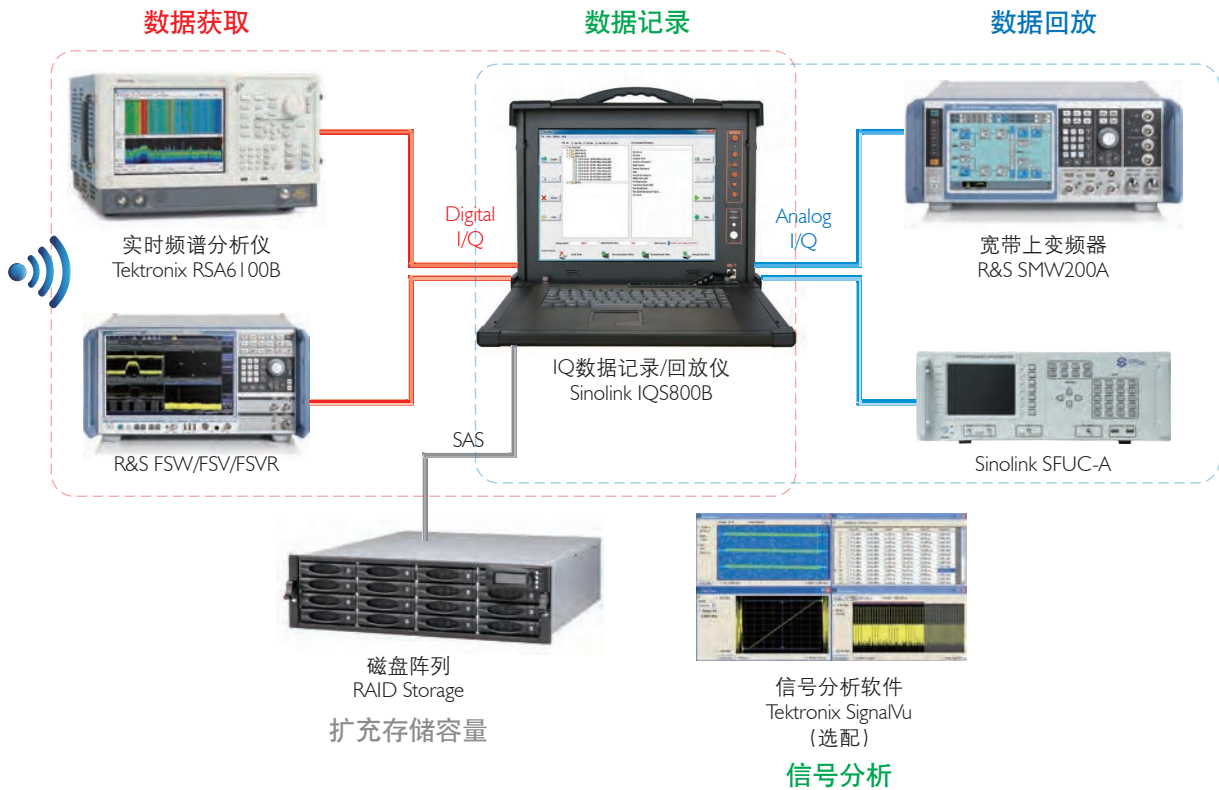 数据获取
数据记录
数据回放
实时频谱分析仪
Tektronix RSA6100B
Digital
I/Q
Analog
I/Q
宽带上变频器
R&S SMW200A
R&S FSW/FSV/FSVR
IQ数据记录/回放仪
Sinolink IQS800B
Sinolink SFUC-A
SAS
磁盘阵列
RAID Storage
扩充存储容量
信号分析软件
Tektronix SignalVu
(选配)
信号分析